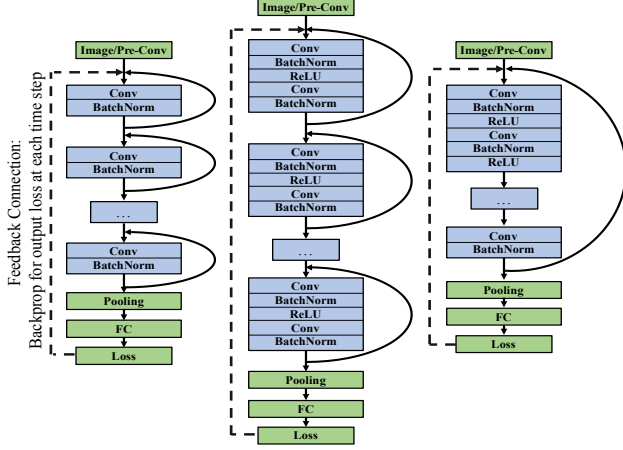 Feedback Connection:
Backprop for output loss at each time step
Image/Pre-Conv
Conv
BatchNorm
Conv
BatchNorm
...
Conv
BatchNorm
Pooling
FC
Loss
Image/Pre-Conv
Conv
BatchNorm
ReLU
Conv
BatchNorm
Conv
BatchNorm
ReLU
Conv
BatchNorm
...
Conv
BatchNorm
ReLU
Conv
BatchNorm
Pooling
FC
Loss
Image/Pre-Conv
Conv
BatchNorm
ReLU
Conv
BatchNorm
ReLU
...
Conv
BatchNorm
Pooling
FC
Loss